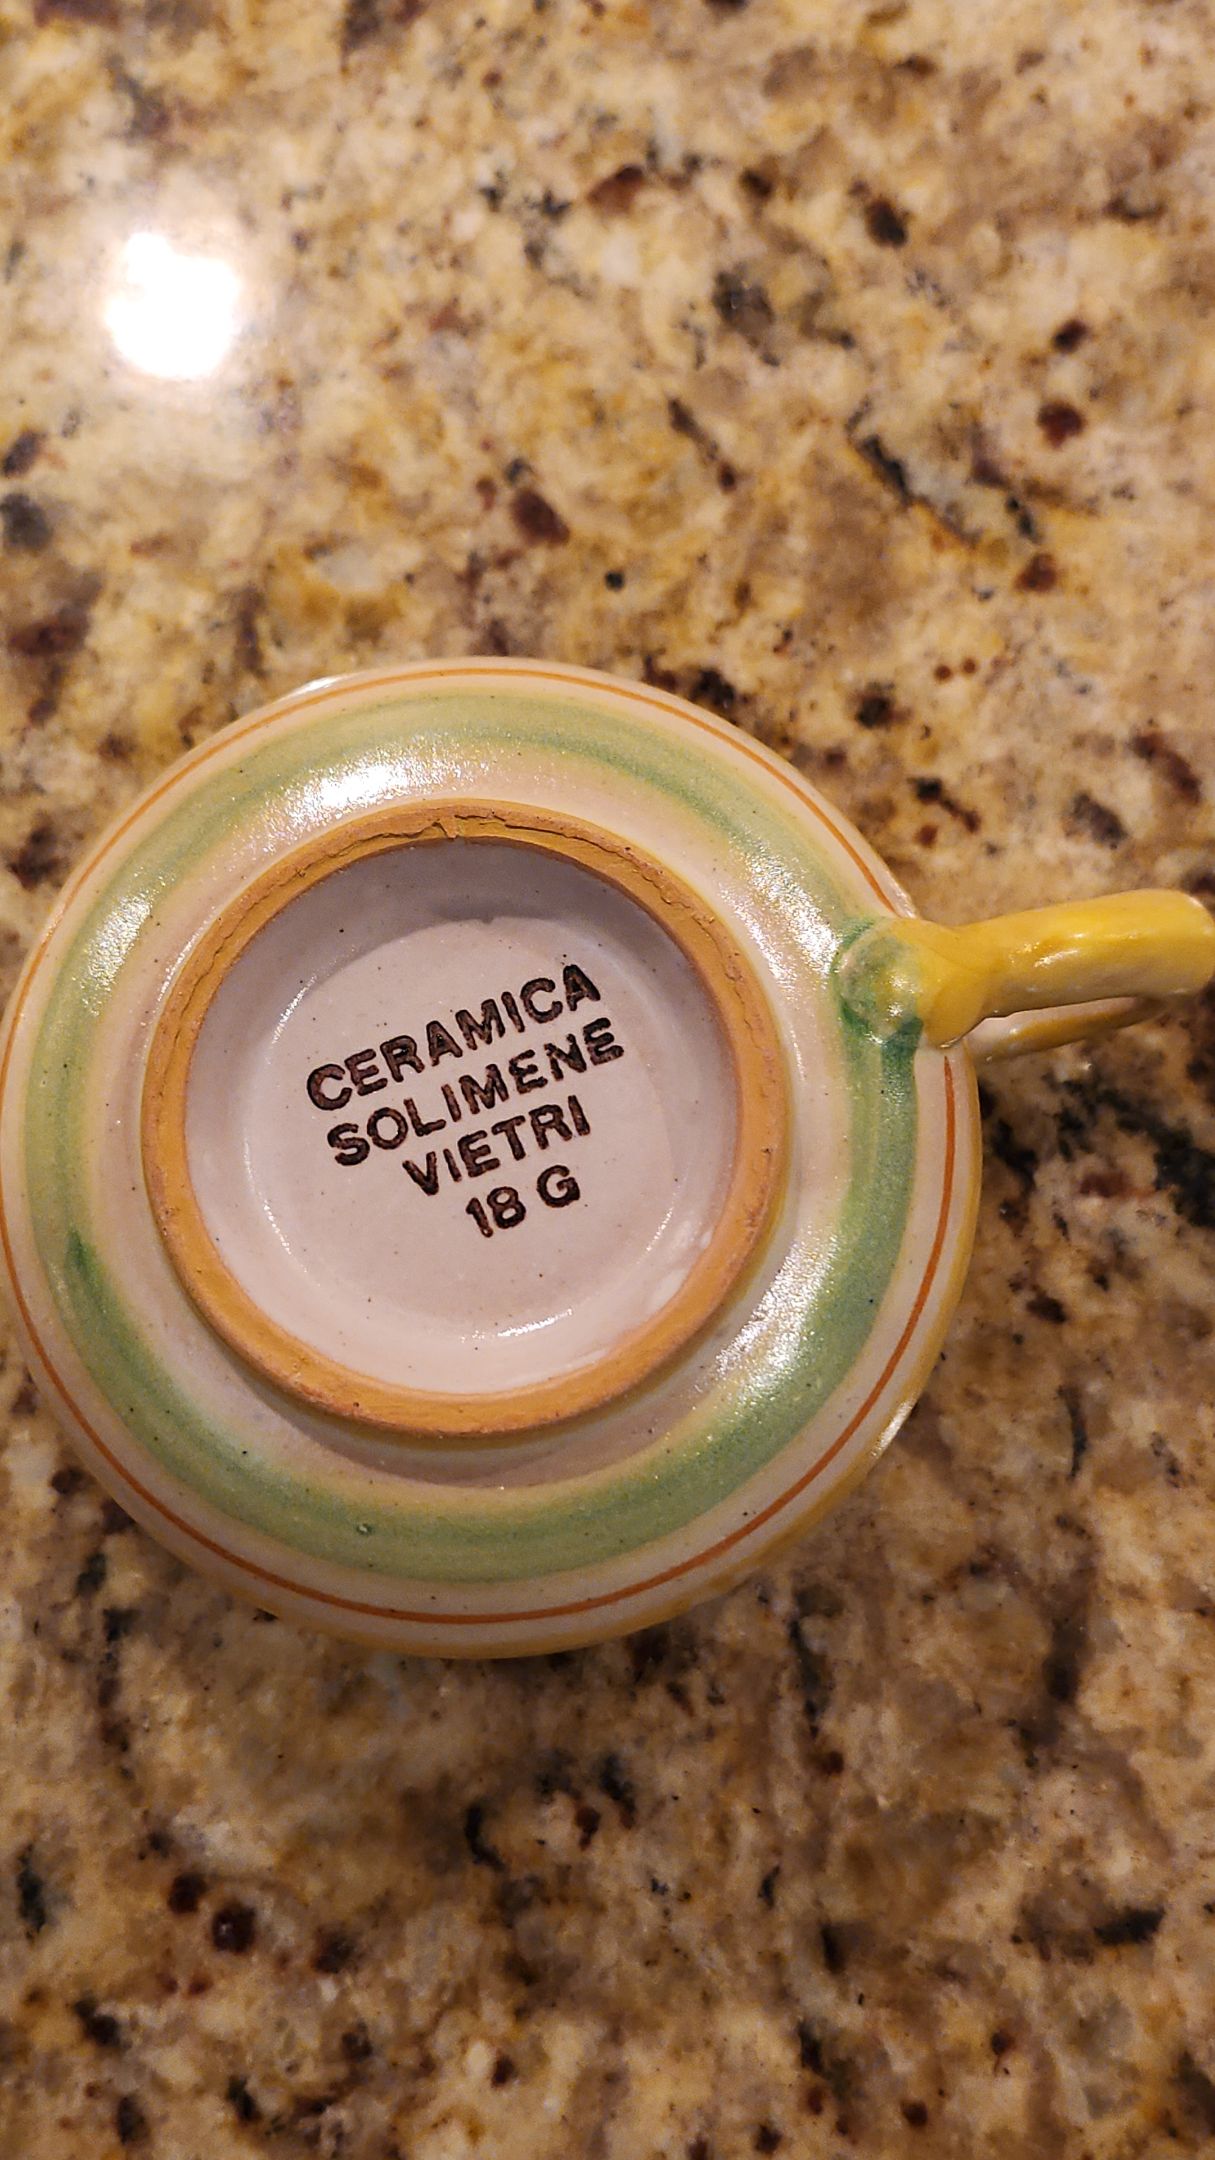 CERAMICA
SOLIMENE
VIETRI
18 G